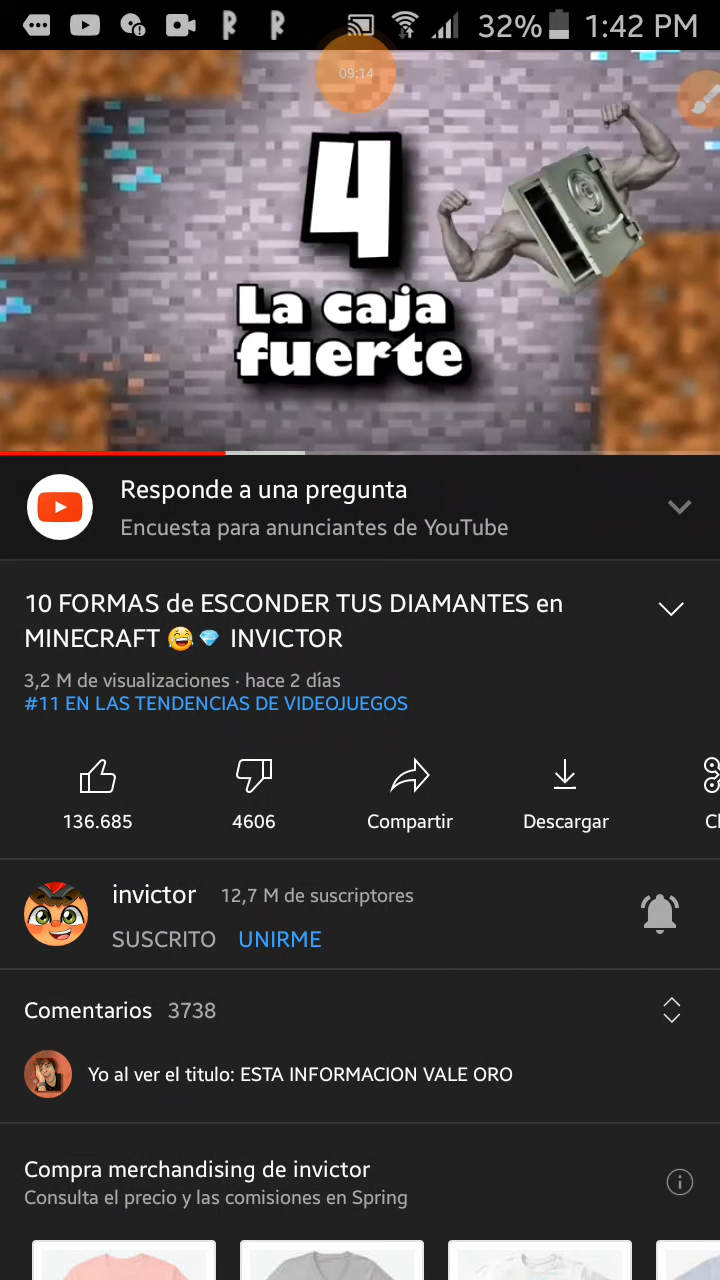 32% 1:42 PM
09:14
4
La caja
fuerte
Responde a una pregunta
Encuesta para anunciantes de YouTube
10 FORMAS de ESCONDER TUS DIAMANTES en
MINECRAFT 😂💎 INVICTOR
3,2 M de visualizaciones · hace 2 días
#11 EN LAS TENDENCIAS DE VIDEOJUEGOS
136.685 4606 Compartir Descargar
invictor 12,7 M de suscriptores
SUSCRITO UNIRME
Comentarios 3738
Yo al ver el titulo: ESTA INFORMACION VALE ORO
Compra merchandising de invictor
Consulta el precio y las comisiones en Spring